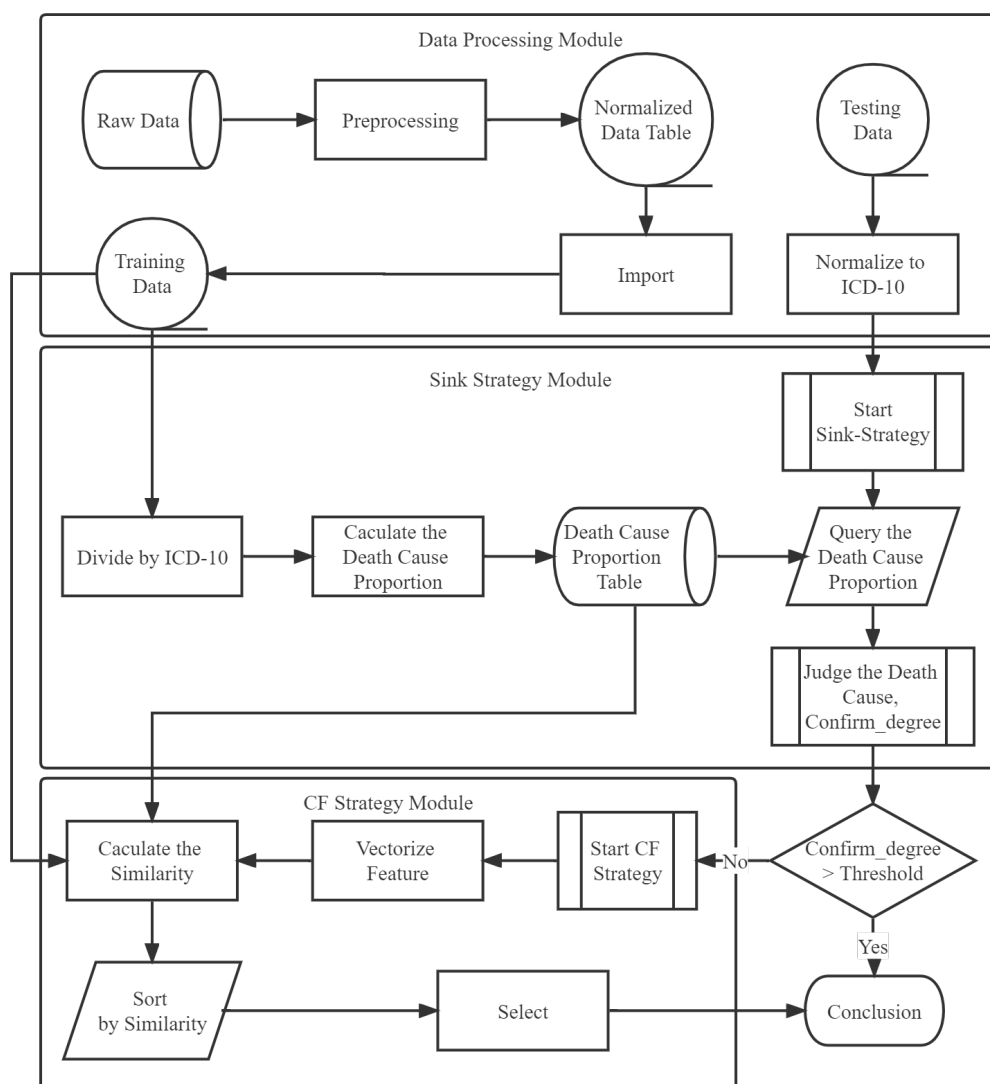 Data Processing Module
Raw Data
Preprocessing
Normalized
Data Table
Testing
Data
Training
Data
Import
Normalize to
ICD-10
Sink Strategy Module
Start
Sink-Strategy
Divide by ICD-10
Caculate the
Death Cause
Proportion
Death Cause
Proportion
Table
Query the
Death Cause
Proportion
Judge the Death
Cause,
Confirm_degree
CF Strategy Module
Caculate the
Similarity
Vectorize
Feature
Start CF
Strategy
No
Confirm_degree
> Threshold
Yes
Sort
by Similarity
Select
Conclusion